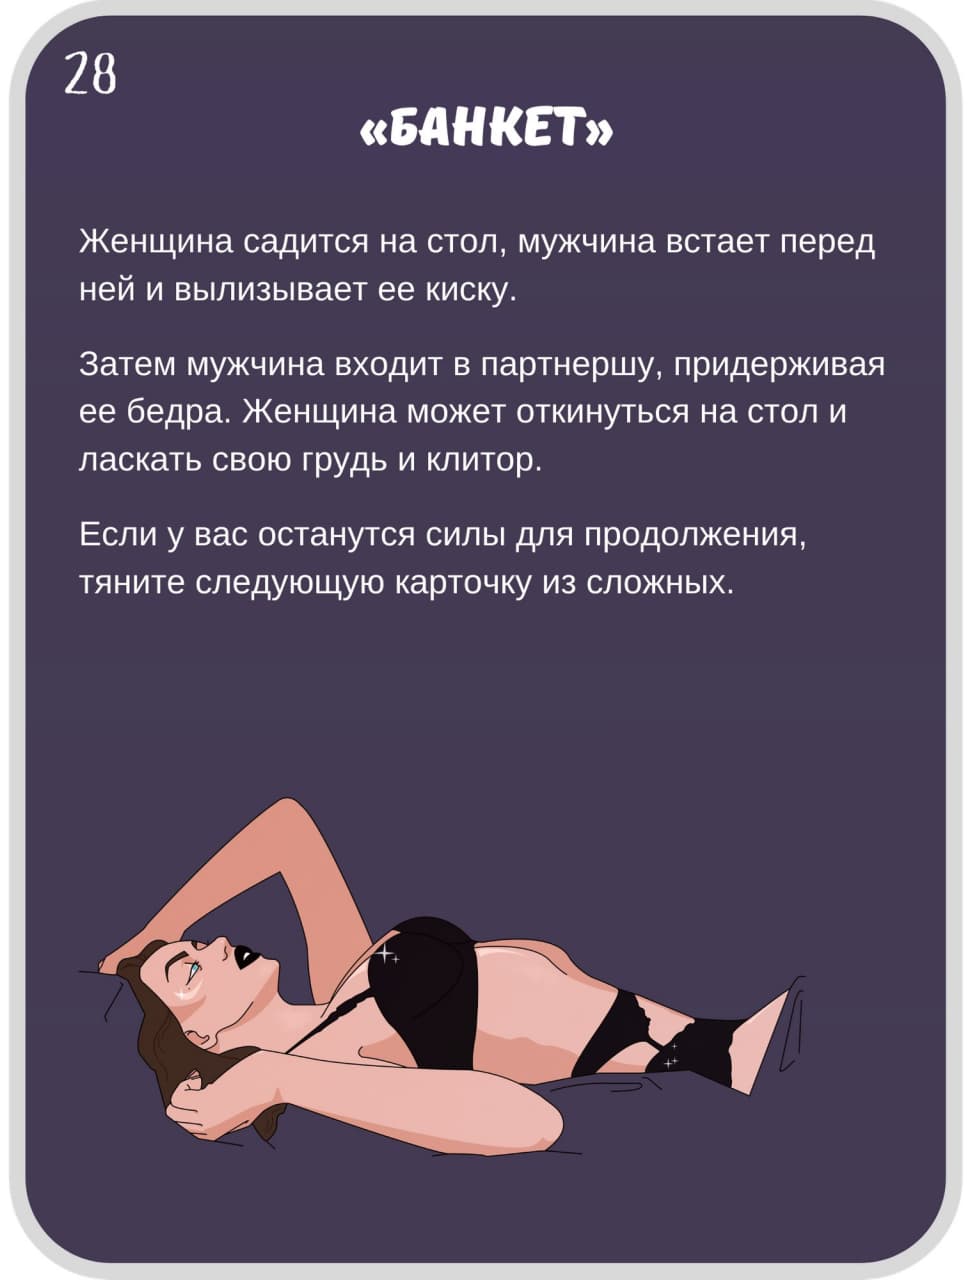 28
«БАНКЕТ»
Женщина садится на стол, мужчина встает перед
ней и вылизывает ее киску.
Затем мужчина входит в партнершу, придерживая
ее бедра. Женщина может откинуться на стол и
ласкать свою грудь и клитор.
Если у вас останутся силы для продолжения,
тяните следующую карточку из сложных.